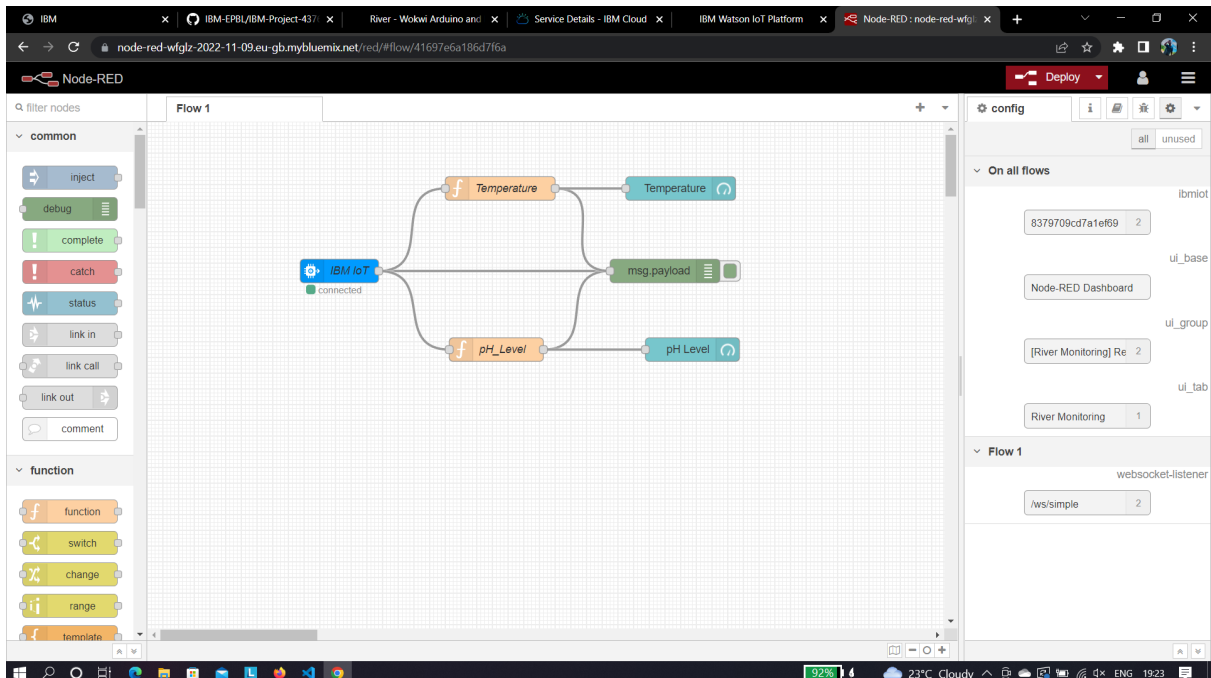 IBM
IBM-EPBL/IBM-Project-437
River - Wokwi Arduino and
Service Details - IBM Cloud
IBM Watson IoT Platform
Node-RED : node-red-wfgl
node-red-wfglz-2022-11-09.eu-gb.mybluemix.net/red/#flow/41697e6a186d7f6a
Node-RED
Deploy
filter nodes
Flow 1
config
all unused
common
inject
debug
complete
catch
status
link in
link call
link out
comment
function
function
switch
change
range
template
Temperature
Temperature
IBM IoT
connected
msg.payload
pH_Level
pH Level
On all flows
ibmiot
8379709cd7a1ef69 2
ui_base
Node-RED Dashboard
ui_group
[River Monitoring] Re 2
ui_tab
River Monitoring 1
Flow 1
websocket-listener
/ws/simple 2
92% 23°C Cloudy ENG 19:23